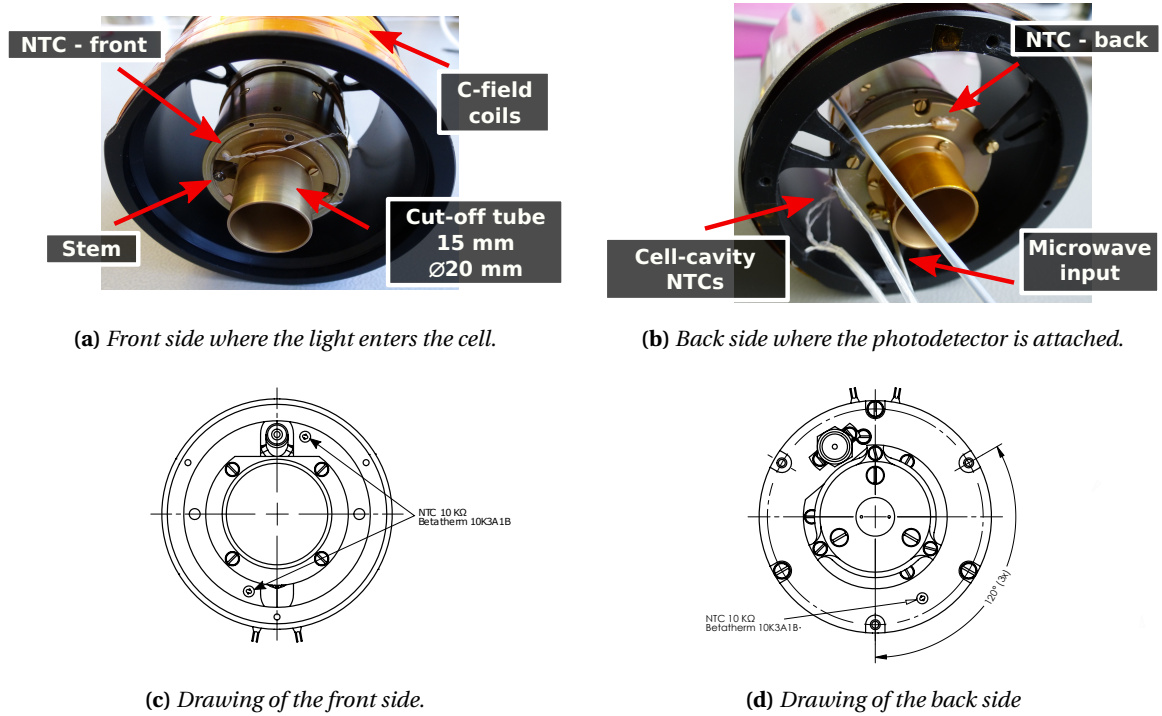 NTC - front
C-field
coils
Stem
Cut-off tube
15 mm
⌀20 mm
(a) Front side where the light enters the cell.
NTC - back
Cell-cavity
NTCs
Microwave
input
(b) Back side where the photodetector is attached.
NTC 10 KΩ
Betatherm 10K3A1B
(c) Drawing of the front side.
NTC 10 KΩ
Betatherm 10K3A1B-
120° (3x)
(d) Drawing of the back side